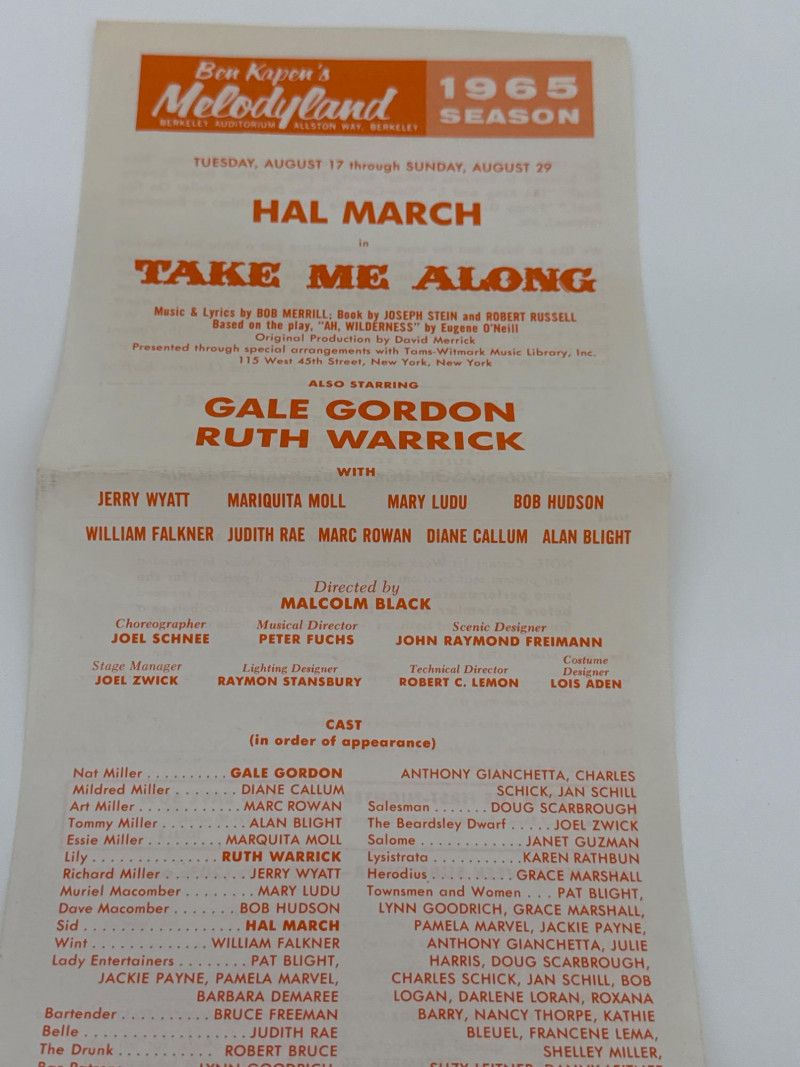 Ben Kapen's
Melodyland
BERKELEY AUDITORIUM ALLSTON WAY, BERKELEY
1965
SEASON
TUESDAY, AUGUST 17 through SUNDAY, AUGUST 29
HAL MARCH
in
TAKE ME ALONG
Music & Lyrics by BOB MERRILL; Book by JOSEPH STEIN and ROBERT RUSSELL
Based on the play, "AH, WILDERNESS" by Eugene O'Neill
Original Production by David Merrick
Presented through special arrangements with Tams-Witmark Music Library, Inc.
115 West 45th Street, New York, New York
ALSO STARRING
GALE GORDON
RUTH WARRICK
WITH
JERRY WYATT MARIQUITA MOLL MARY LUDU BOB HUDSON
WILLIAM FALKNER JUDITH RAE MARC ROWAN DIANE CALLUM ALAN BLIGHT
Directed by
MALCOLM BLACK
Choreographer Musical Director Scenic Designer
JOEL SCHNEE PETER FUCHS JOHN RAYMOND FREIMANN
Stage Manager Lighting Designer Technical Director Costume Designer
JOEL ZWICK RAYMON STANSBURY ROBERT C. LEMON LOIS ADEN
CAST
(in order of appearance)
Nat Miller . . . . . . . . . . GALE GORDON
Mildred Miller . . . . . . . DIANE CALLUM
Art Miller . . . . . . . . . . . MARC ROWAN
Tommy Miller . . . . . . . . . ALAN BLIGHT
Essie Miller . . . . . . . . MARQUITA MOLL
Lily . . . . . . . . . . . . . . RUTH WARRICK
Richard Miller . . . . . . . . . JERRY WYATT
Muriel Macomber . . . . . . . MARY LUDU
Dave Macomber . . . . . . . BOB HUDSON
Sid . . . . . . . . . . . . . . . . . HAL MARCH
Wint . . . . . . . . . . . . . WILLIAM FALKNER
Lady Entertainers . . . . . . . . PAT BLIGHT,
JACKIE PAYNE, PAMELA MARVEL,
BARBARA DEMAREE
Bartender . . . . . . . . . . BRUCE FREEMAN
Belle . . . . . . . . . . . . . . . . . JUDITH RAE
The Drunk . . . . . . . . . . . ROBERT BRUCE
LYNN GOODRICH,
ANTHONY GIANCHETTA, CHARLES
SCHICK, JAN SCHILL
Salesman . . . . . . . DOUG SCARBROUGH
The Beardsley Dwarf . . . . . JOEL ZWICK
Salome . . . . . . . . . . . . . JANET GUZMAN
Lysistrata . . . . . . . . . . . KAREN RATHBUN
Herodius . . . . . . . . . . GRACE MARSHALL
Townsmen and Women . . . PAT BLIGHT,
LYNN GOODRICH, GRACE MARSHALL,
PAMELA MARVEL, JACKIE PAYNE,
ANTHONY GIANCHETTA, JULIE
HARRIS, DOUG SCARBROUGH,
CHARLES SCHICK, JAN SCHILL, BOB
LOGAN, DARLENE LORAN, ROXANA
BARRY, NANCY THORPE, KATHIE
BLEUEL, FRANCENE LEMA,
SHELLEY MILLER,